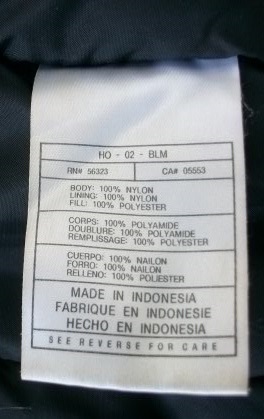 HO - 02 - BLM
RN# 56323 CA# 05553
BODY: 100% NYLON
LINING: 100% NYLON
FILL: 100% POLYESTER
CORPS: 100% POLYAMIDE
DOUBLURE: 100% POLYAMIDE
REMPLISSAGE: 100% POLYESTER
CUERPO: 100% NAILON
FORRO: 100% NAILON
RELLENO: 100% POLIESTER
MADE IN INDONESIA
FABRIQUE EN INDONESIE
HECHO EN INDONESIA
SEE REVERSE FOR CARE